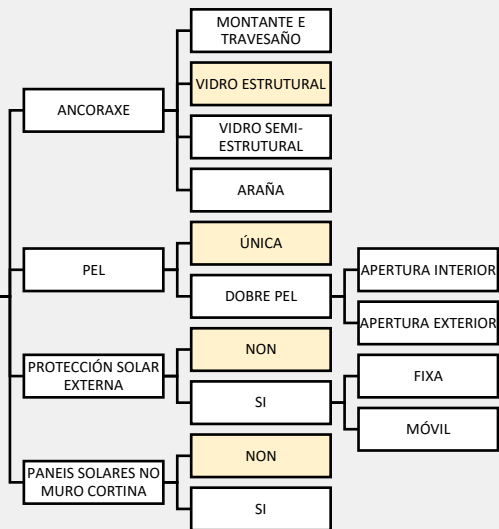 ANCORAXE
MONTANTE E
TRAVESAÑO
VIDRO ESTRUTURAL
VIDRO SEMI-
ESTRUTURAL
ARAÑA
PEL
ÚNICA
DOBRE PEL
APERTURA INTERIOR
APERTURA EXTERIOR
PROTECCIÓN SOLAR
EXTERNA
NON
SI
FIXA
MÓVIL
PANEIS SOLARES NO
MURO CORTINA
NON
SI